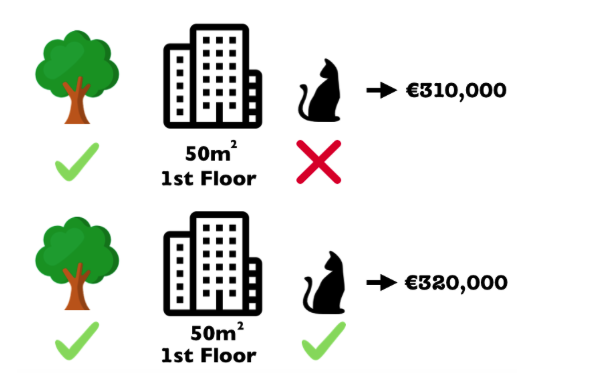 €310,000
50m²
1st Floor
€320,000
50m²
1st Floor